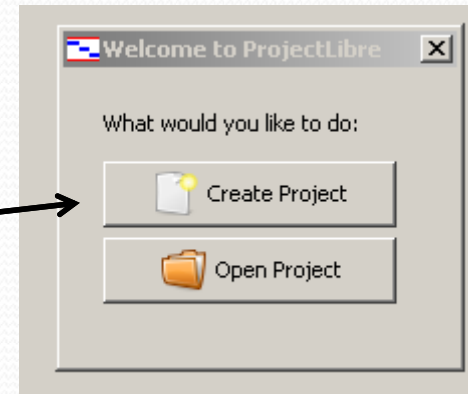 Welcome to ProjectLibre
What would you like to do:
Create Project
Open Project